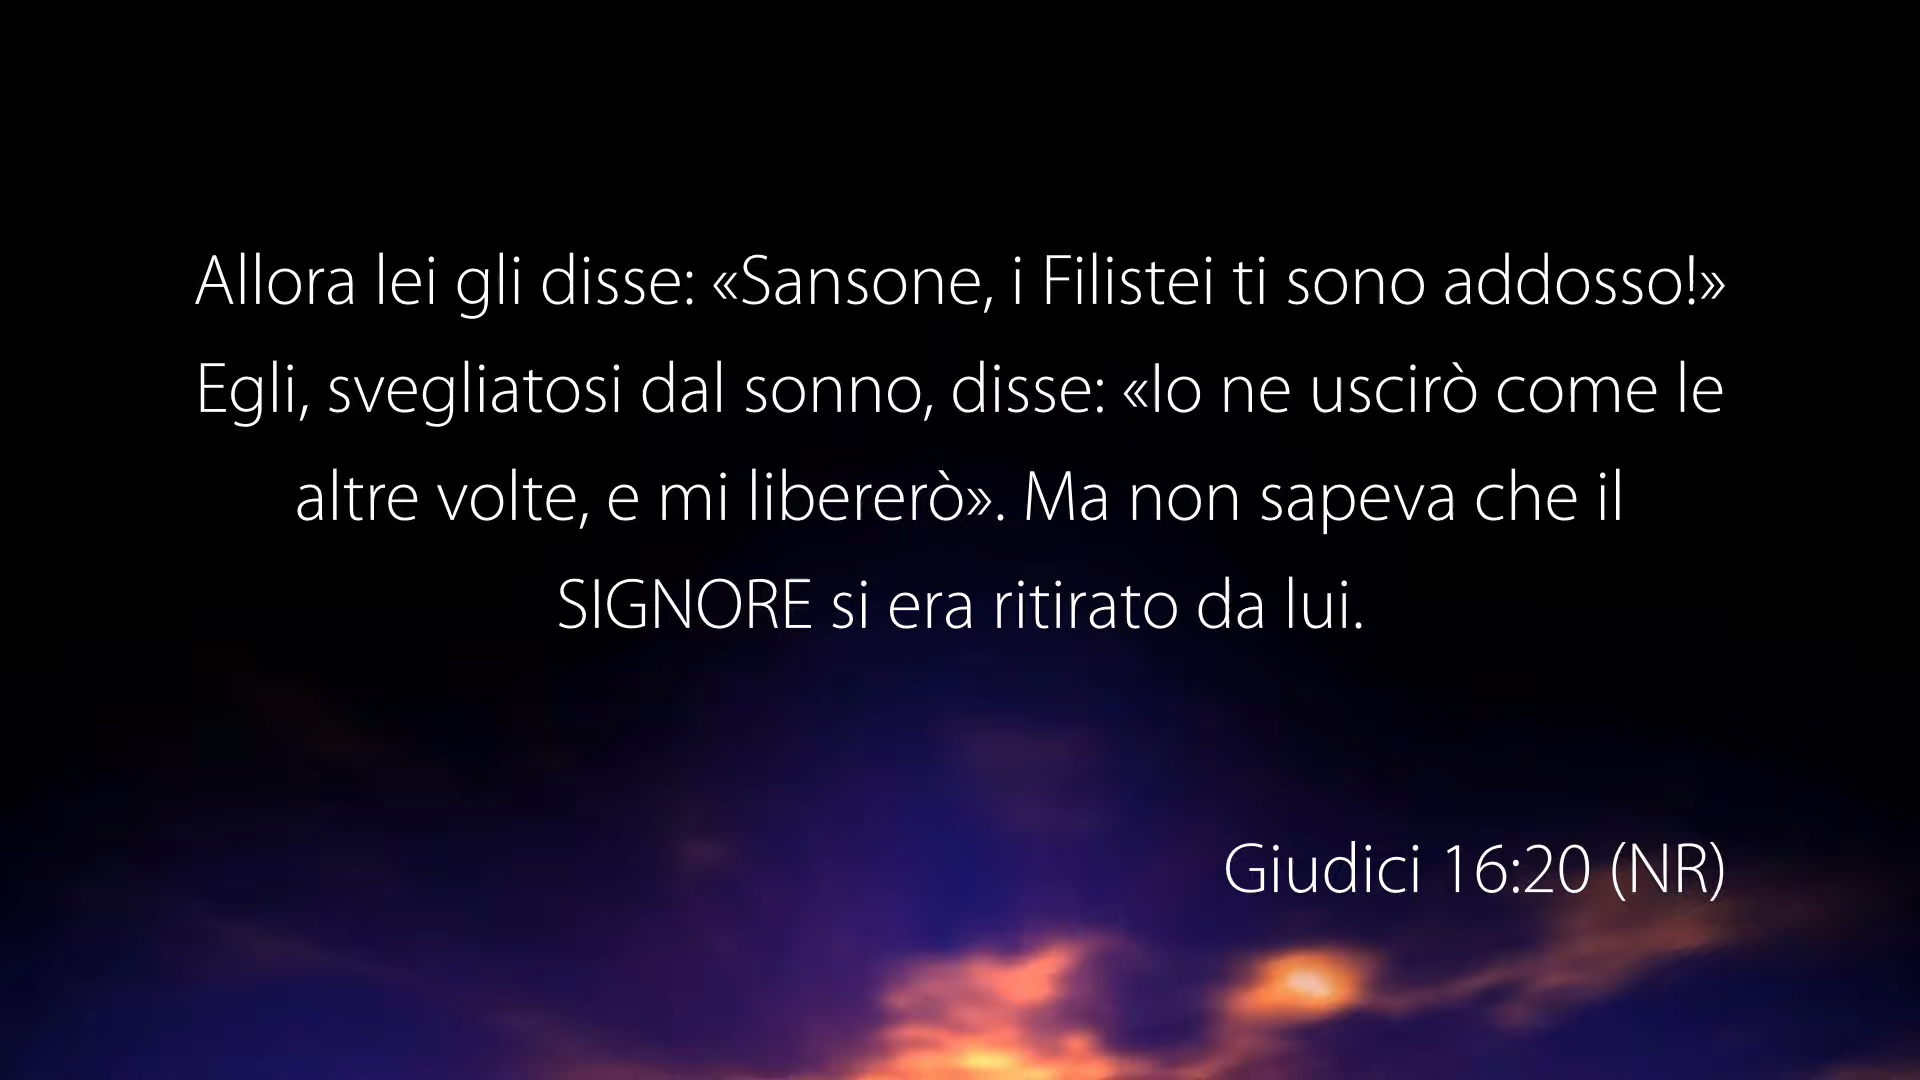 Allora lei gli disse: «Sansone, i Filistei ti sono addosso!»
Egli, svegliatosi dal sonno, disse: «Io ne uscirò come le
altre volte, e mi libererò». Ma non sapeva che il
SIGNORE si era ritirato da lui.
Giudici 16:20 (NR)